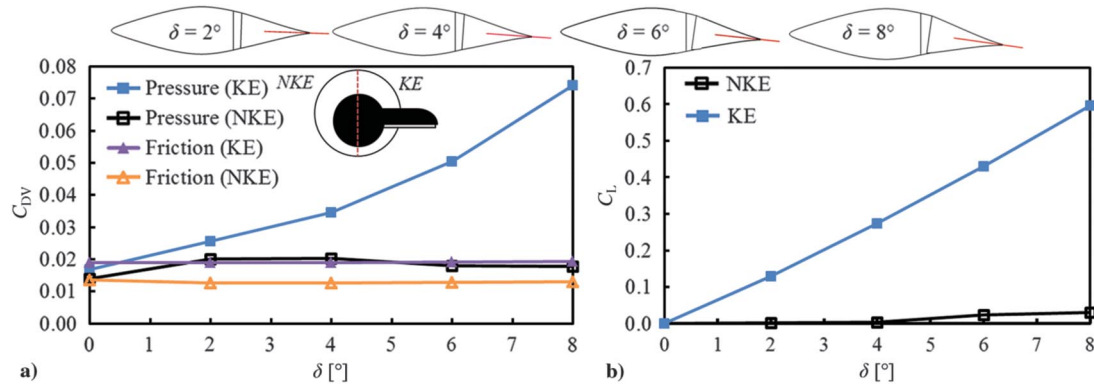 δ = 2° δ = 4° δ = 6° δ = 8°
0.08
0.07
0.06
0.05
0.04
0.03
0.02
0.01
0.00
C_DV
Pressure (KE)
Pressure (NKE)
Friction (KE)
Friction (NKE)
NKE KE
0 1 2 3 4 5 6 7 8
δ [°]
a)
0.7
0.6
0.5
0.4
0.3
0.2
0.1
0.0
C_L
NKE
KE
0 1 2 3 4 5 6 7 8
δ [°]
b)